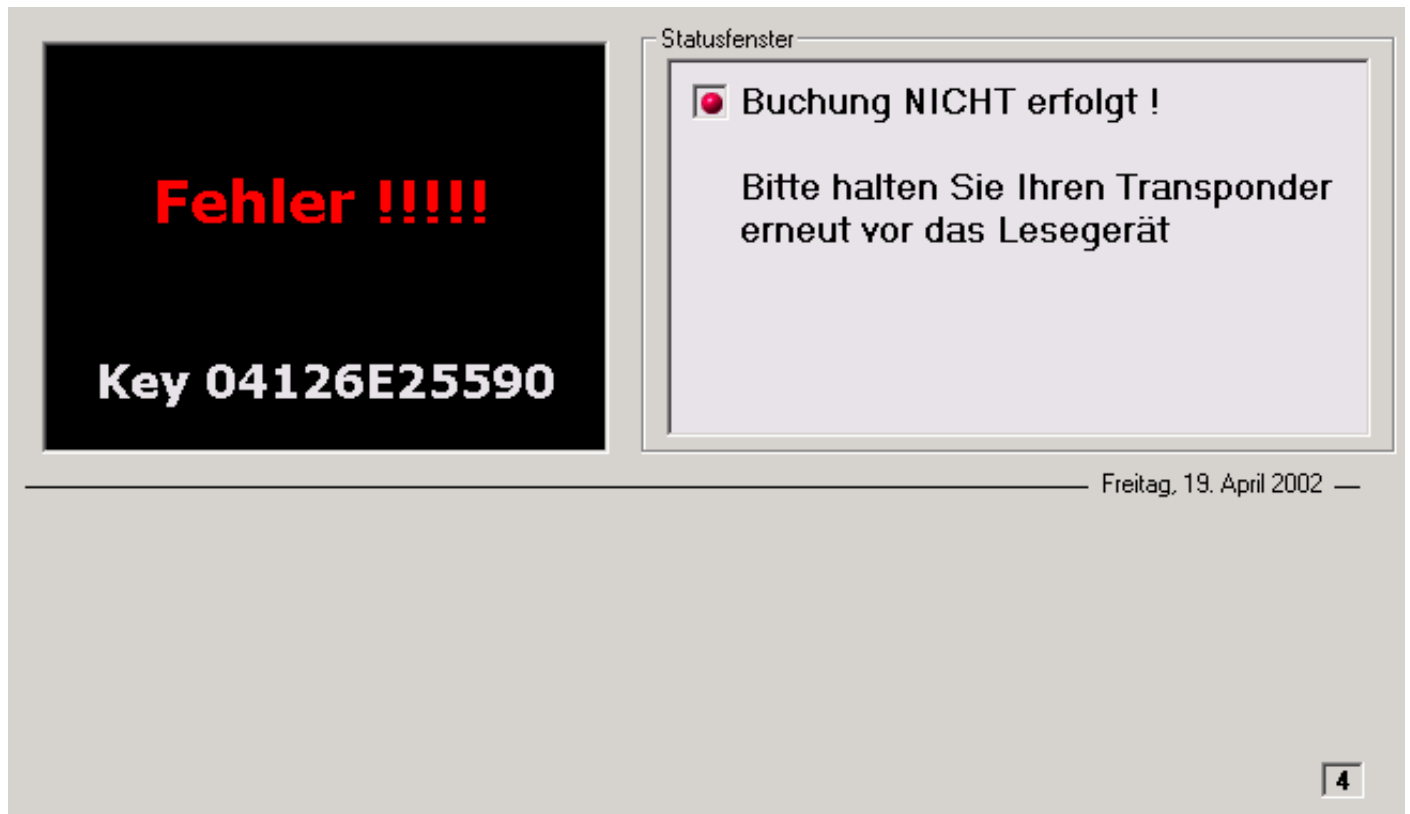 Fehler !!!!!
Key 04126E25590
Statusfenster
Buchung NICHT erfolgt !
Bitte halten Sie Ihren Transponder
erneut vor das Lesegerät
Freitag, 19. April 2002
4